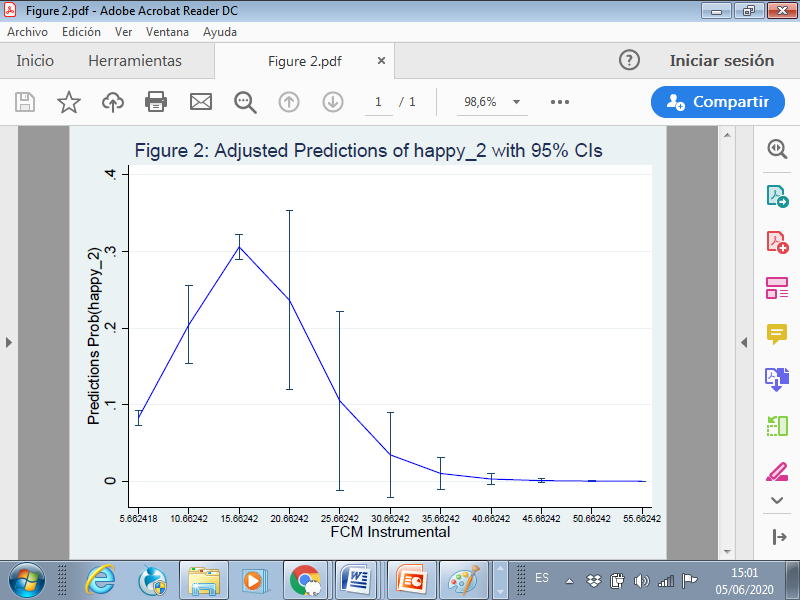 Figure 2.pdf - Adobe Acrobat Reader DC
Archivo Edición Ver Ventana Ayuda
Inicio Herramientas Figure 2.pdf × ? Iniciar sesión
1 / 1 98,6% Compartir
Figure 2: Adjusted Predictions of happy_2 with 95% CIs
Predictions Prob(happy_2)
.4
.3
.2
.1
0
5.662418 10.66242 15.66242 20.66242 25.66242 30.66242 35.66242 40.66242 45.66242 50.66242 55.66242
FCM Instrumental
ES 15:01
05/06/2020